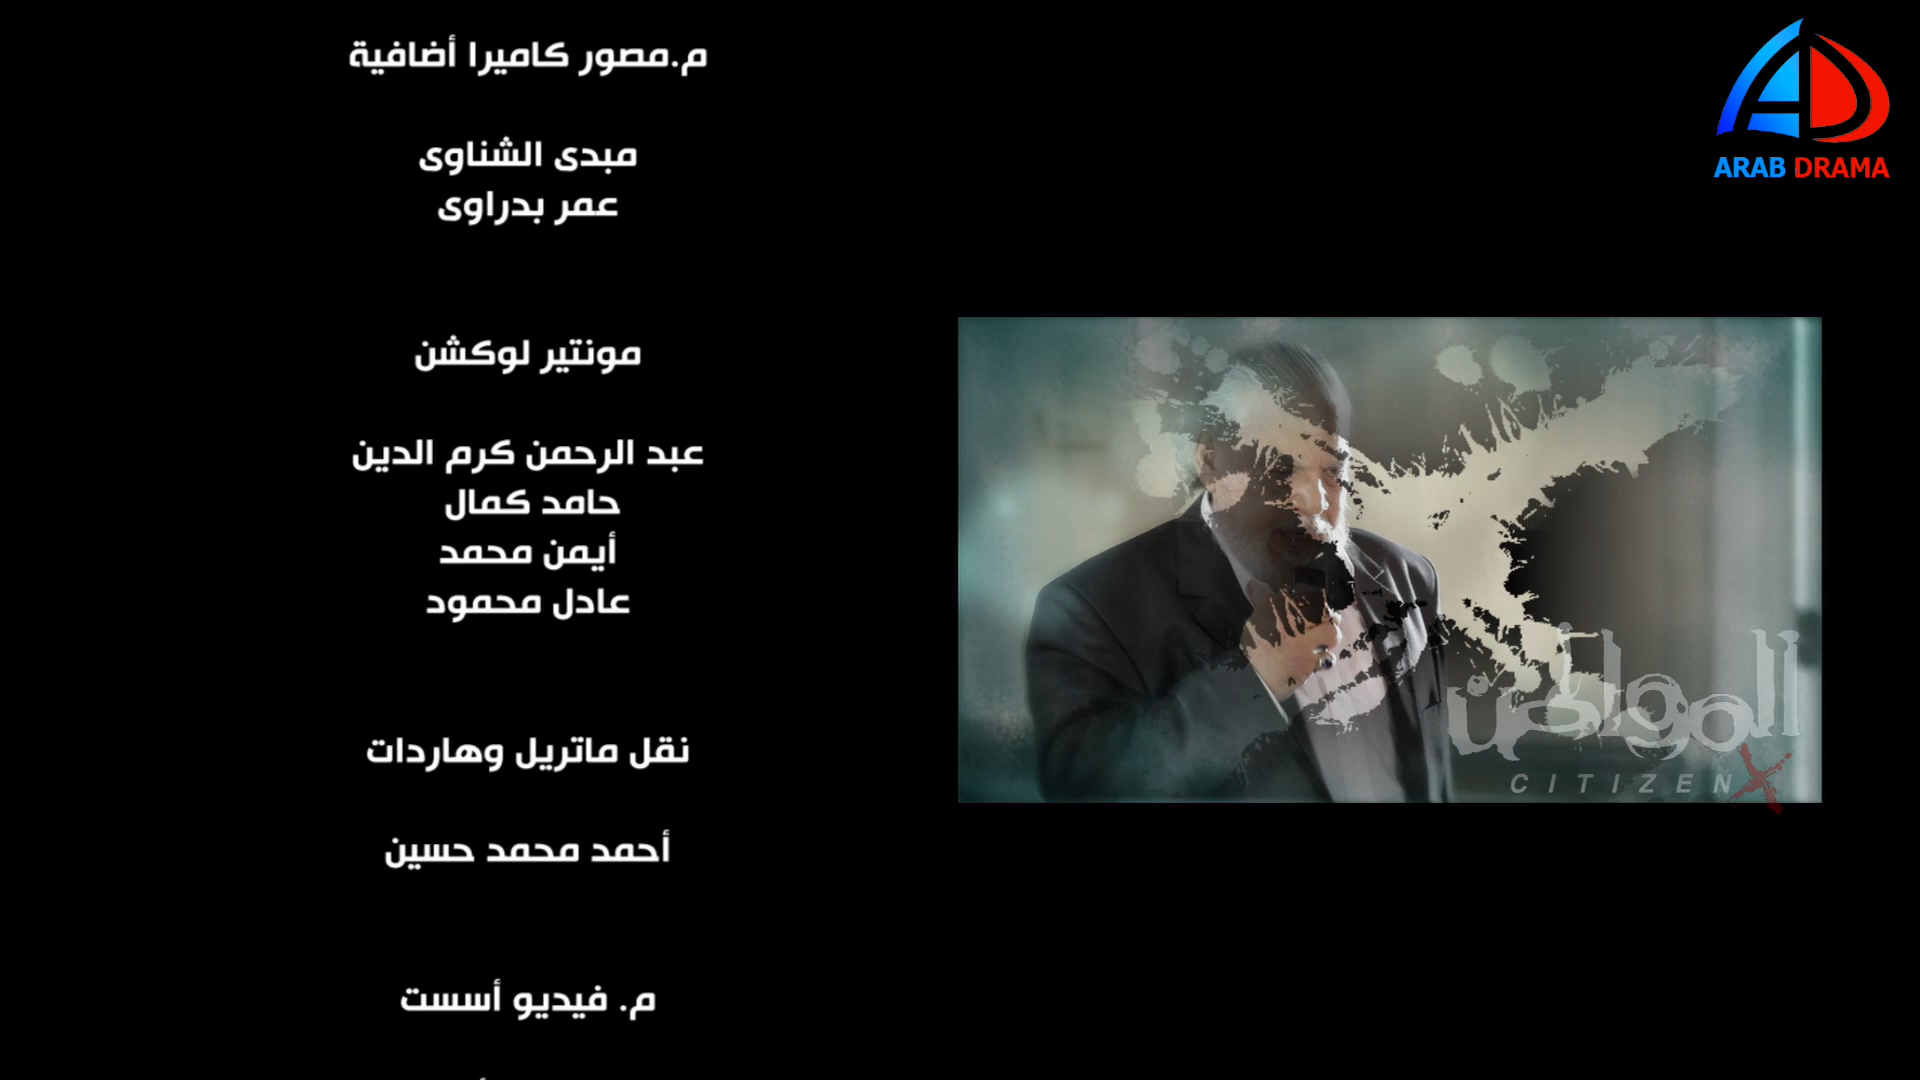 م.مصور كاميرا أضافية
مبدى الشناوى
عمر بدراوى
مونتير لوكشن
عبد الرحمن كرم الدين
حامد كمال
أيمن محمد
عادل محمود
نقل ماتريل وهاردات
أحمد محمد حسين
م. فيديو أسست
ARAB DRAMA
المواطن
CITIZEN X